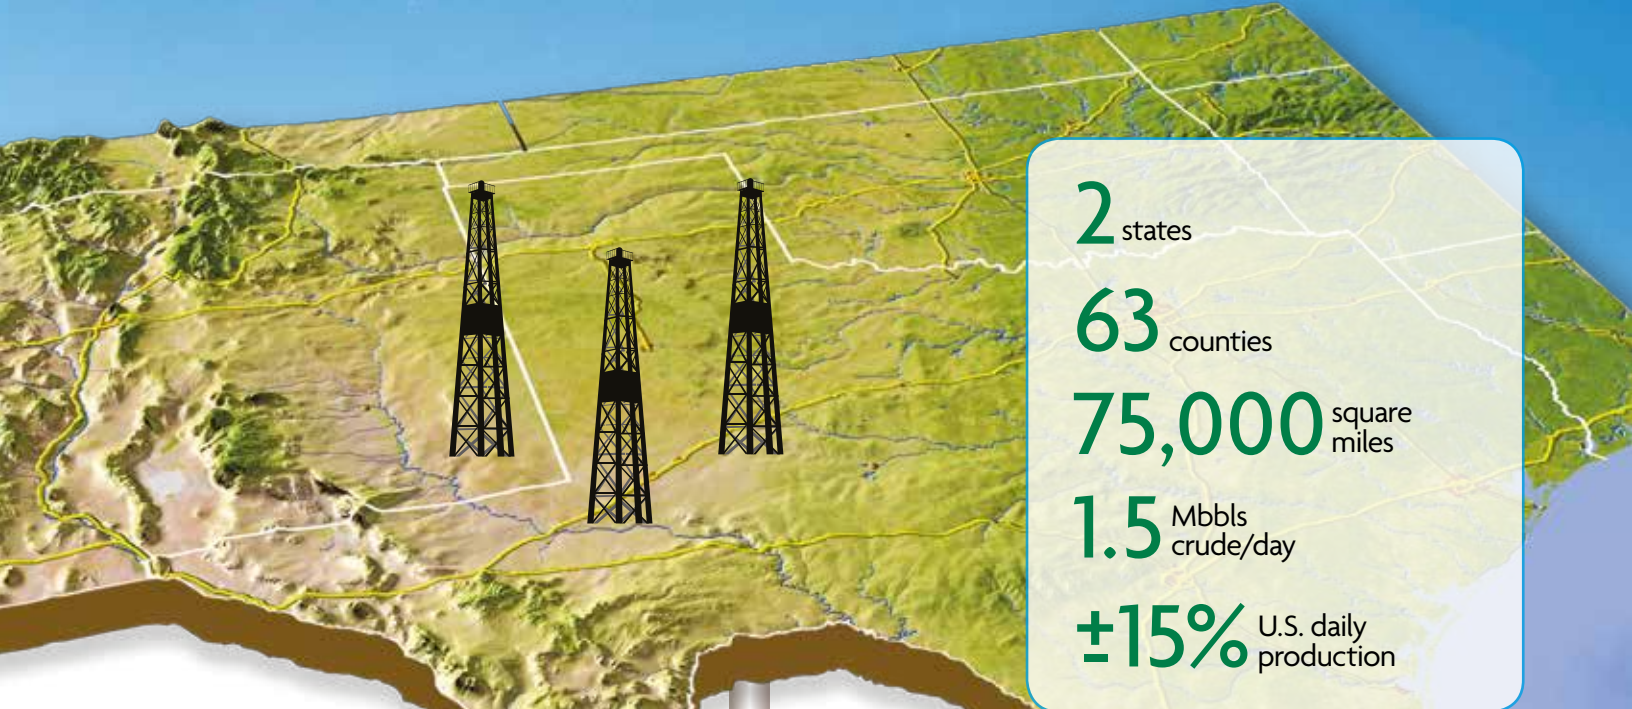 2 states
63 counties
75,000 square
miles
1.5 Mbbls
crude/day
±15% U.S. daily
production